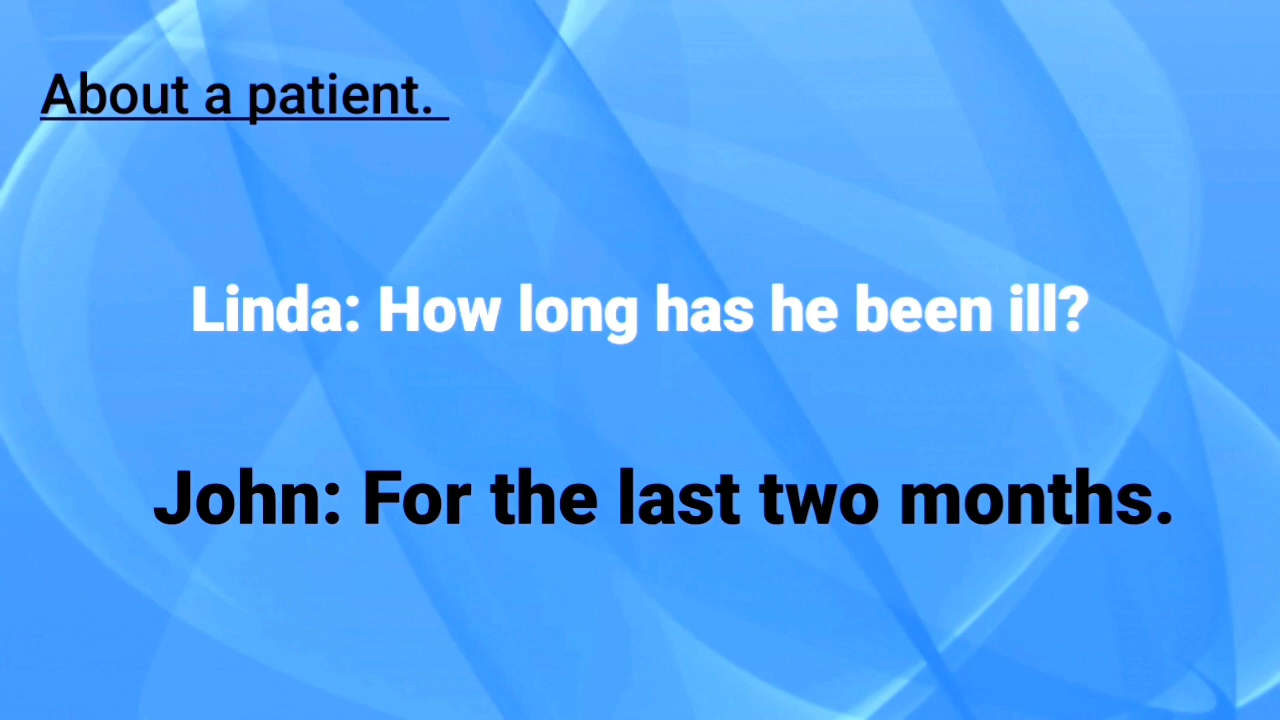 About a patient.
Linda: How long has he been ill?
John: For the last two months.